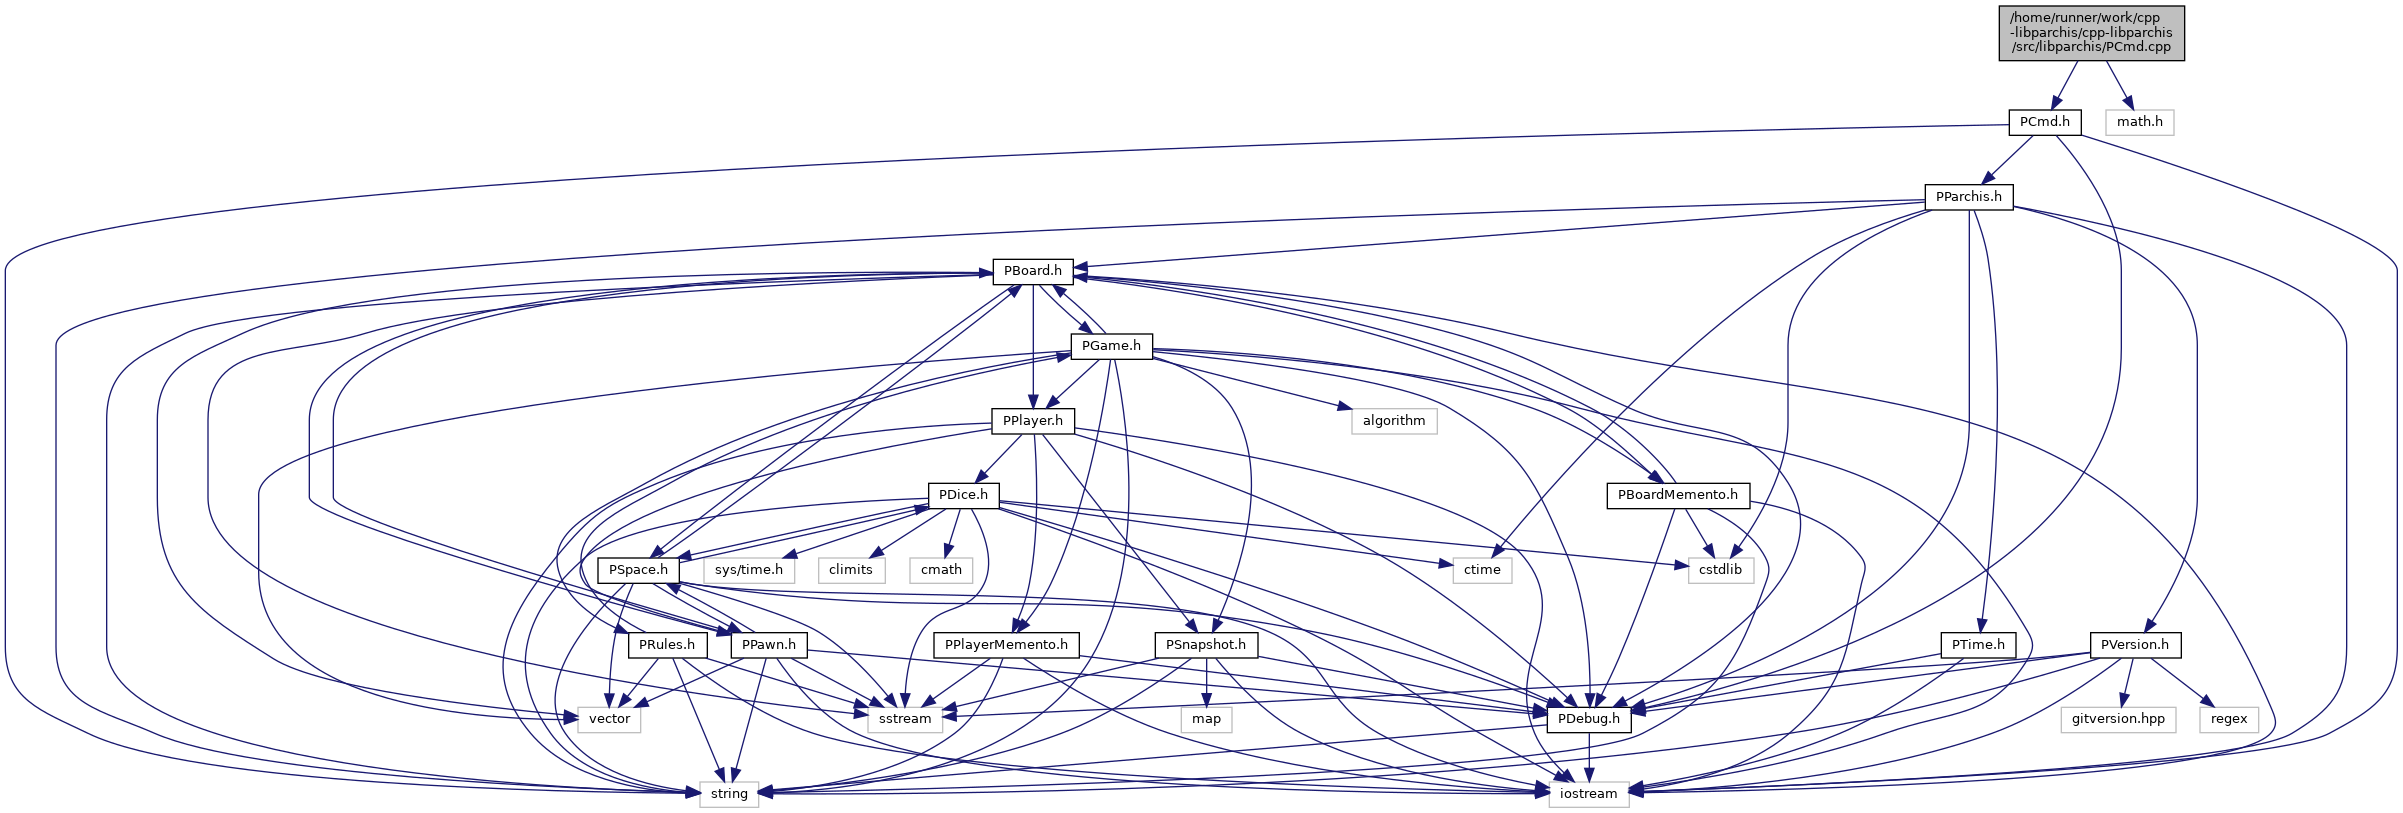 /home/runner/work/cpp
-libparchis/cpp-libparchis
/src/libparchis/PCmd.cpp
PCmd.h
math.h
PParchis.h
PBoard.h
PGame.h
PPlayer.h
algorithm
PDice.h
PBoardMemento.h
PSpace.h
sys/time.h
climits
cmath
ctime
cstdlib
PRules.h
PPawn.h
PPlayerMemento.h
PSnapshot.h
PTime.h
PVersion.h
vector
sstream
map
PDebug.h
gitversion.hpp
regex
string
iostream